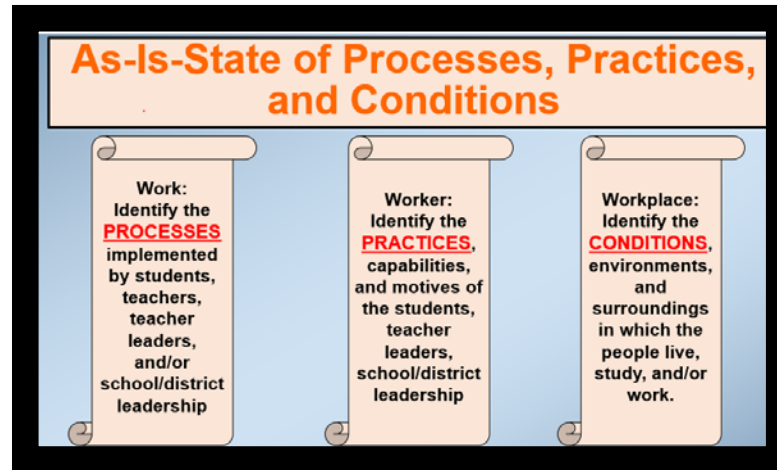 As-Is-State of Processes, Practices,
and Conditions
Work:
Identify the
PROCESSES
implemented
by students,
teachers,
teacher
leaders,
and/or
school/district
leadership
Worker:
Identify the
PRACTICES,
capabilities,
and motives of
the students,
teacher
leaders,
school/district
leadership
Workplace:
Identify the
CONDITIONS,
environments,
and
surroundings
in which the
people live,
study, and/or
work.